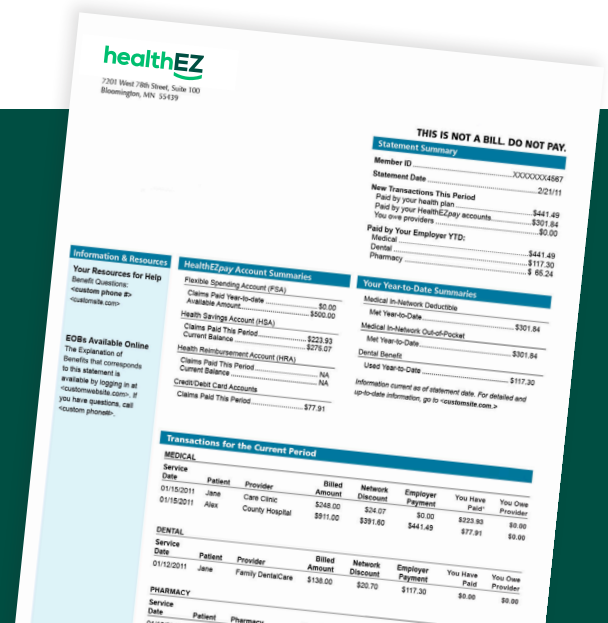 healthEZ
7201 West 78th Street, Suite 100
Bloomington, MN 55439
THIS IS NOT A BILL. DO NOT PAY.
Statement Summary
Member ID XXXXXXX4567
Statement Date 2/21/11
New Transactions This Period
Paid by your health plan $441.49
Paid by your HealthEZpay accounts $301.84
You owe providers $0.00
Paid by Your Employer YTD:
Medical $441.49
Dental $117.30
Pharmacy $ 65.24
Information & Resources
Your Resources for Help
Benefit Questions:
<custom phone #>
<customsite.com>
EOBs Available Online
The Explanation of
Benefits that corresponds
to this statement is
available by logging in at
<customwebsite.com>. If
you have questions, call
<custom phone#>.
HealthEZpay Account Summaries
Flexible Spending Account (FSA)
Claims Paid Year-to-date $0.00
Available Amount $500.00
Health Savings Account (HSA)
Claims Paid This Period $223.93
Current Balance $276.07
Health Reimbursement Account (HRA)
Claims Paid This Period NA
Current Balance NA
Credit/Debit Card Accounts
Claims Paid This Period $77.91
Your Year-to-Date Summaries
Medical In-Network Deductible
Met Year-to-Date $301.84
Medical In-Network Out-of-Pocket
Met Year-to-Date $301.84
Dental Benefit
Used Year-to-Date $117.30
Information current as of statement date. For detailed and
up-to-date information, go to <customsite.com.>
Transactions for the Current Period
MEDICAL
Service Date Patient Provider Billed Amount Network Discount Employer Payment You Have Paid* You Owe Provider
01/15/2011 Jane Care Clinic $248.00 $24.07 $0.00 $223.93 $0.00
01/15/2011 Alex County Hospital $911.00 $391.60 $441.49 $77.91 $0.00
DENTAL
Service Date Patient Provider Billed Amount Network Discount Employer Payment You Have Paid You Owe Provider
01/12/2011 Jane Family DentalCare $138.00 $20.70 $117.30 $0.00 $0.00
PHARMACY
Service
Date Patient Pharmacy